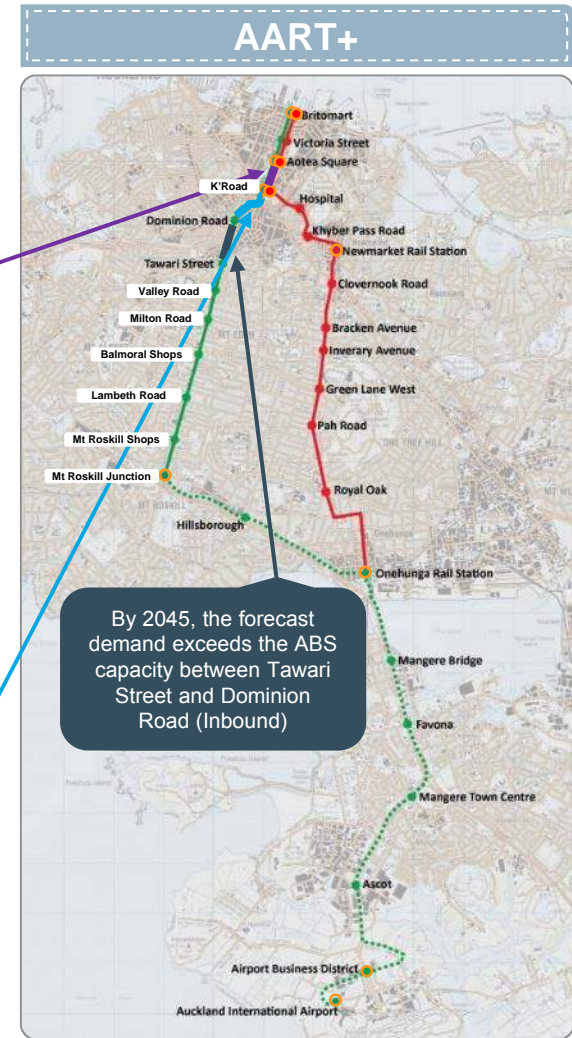 AART+
Britomart
Victoria Street
Aotea Square
K'Road
Hospital
Dominion Road
Khyber Pass Road
Newmarket Rail Station
Tawari Street
Clovernook Road
Valley Road
Milton Road
Bracken Avenue
Balmoral Shops
Inverary Avenue
Green Lane West
Lambeth Road
Pah Road
Mt Roskill Shops
Mt Roskill Junction
Royal Oak
Hillsborough
Onehunga Rail Station
By 2045, the forecast
demand exceeds the ABS
capacity between Tawari
Street and Dominion
Road (Inbound)
Mangere Bridge
Favona
Mangere Town Centre
Ascot
Airport Business District
Auckland International Airport